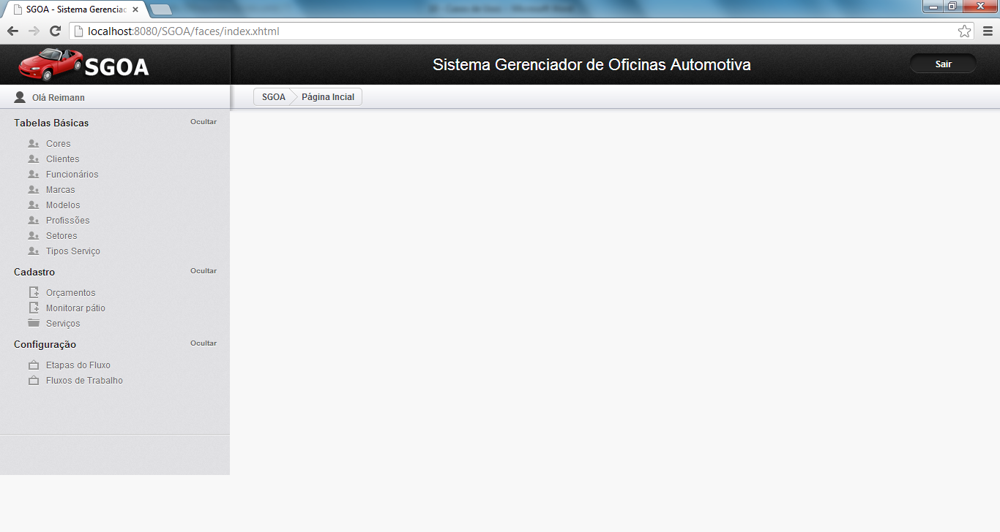 SGOA - Sistema Gerenciac
localhost:8080/SGOA/faces/index.xhtml
SGOA
Sistema Gerenciador de Oficinas Automotiva
Sair
Olá Reimann
SGOA
Página Incial
Tabelas Básicas
Ocultar
Cores
Clientes
Funcionários
Marcas
Modelos
Profissões
Setores
Tipos Serviço
Cadastro
Ocultar
Orçamentos
Monitorar pátio
Serviços
Configuração
Ocultar
Etapas do Fluxo
Fluxos de Trabalho